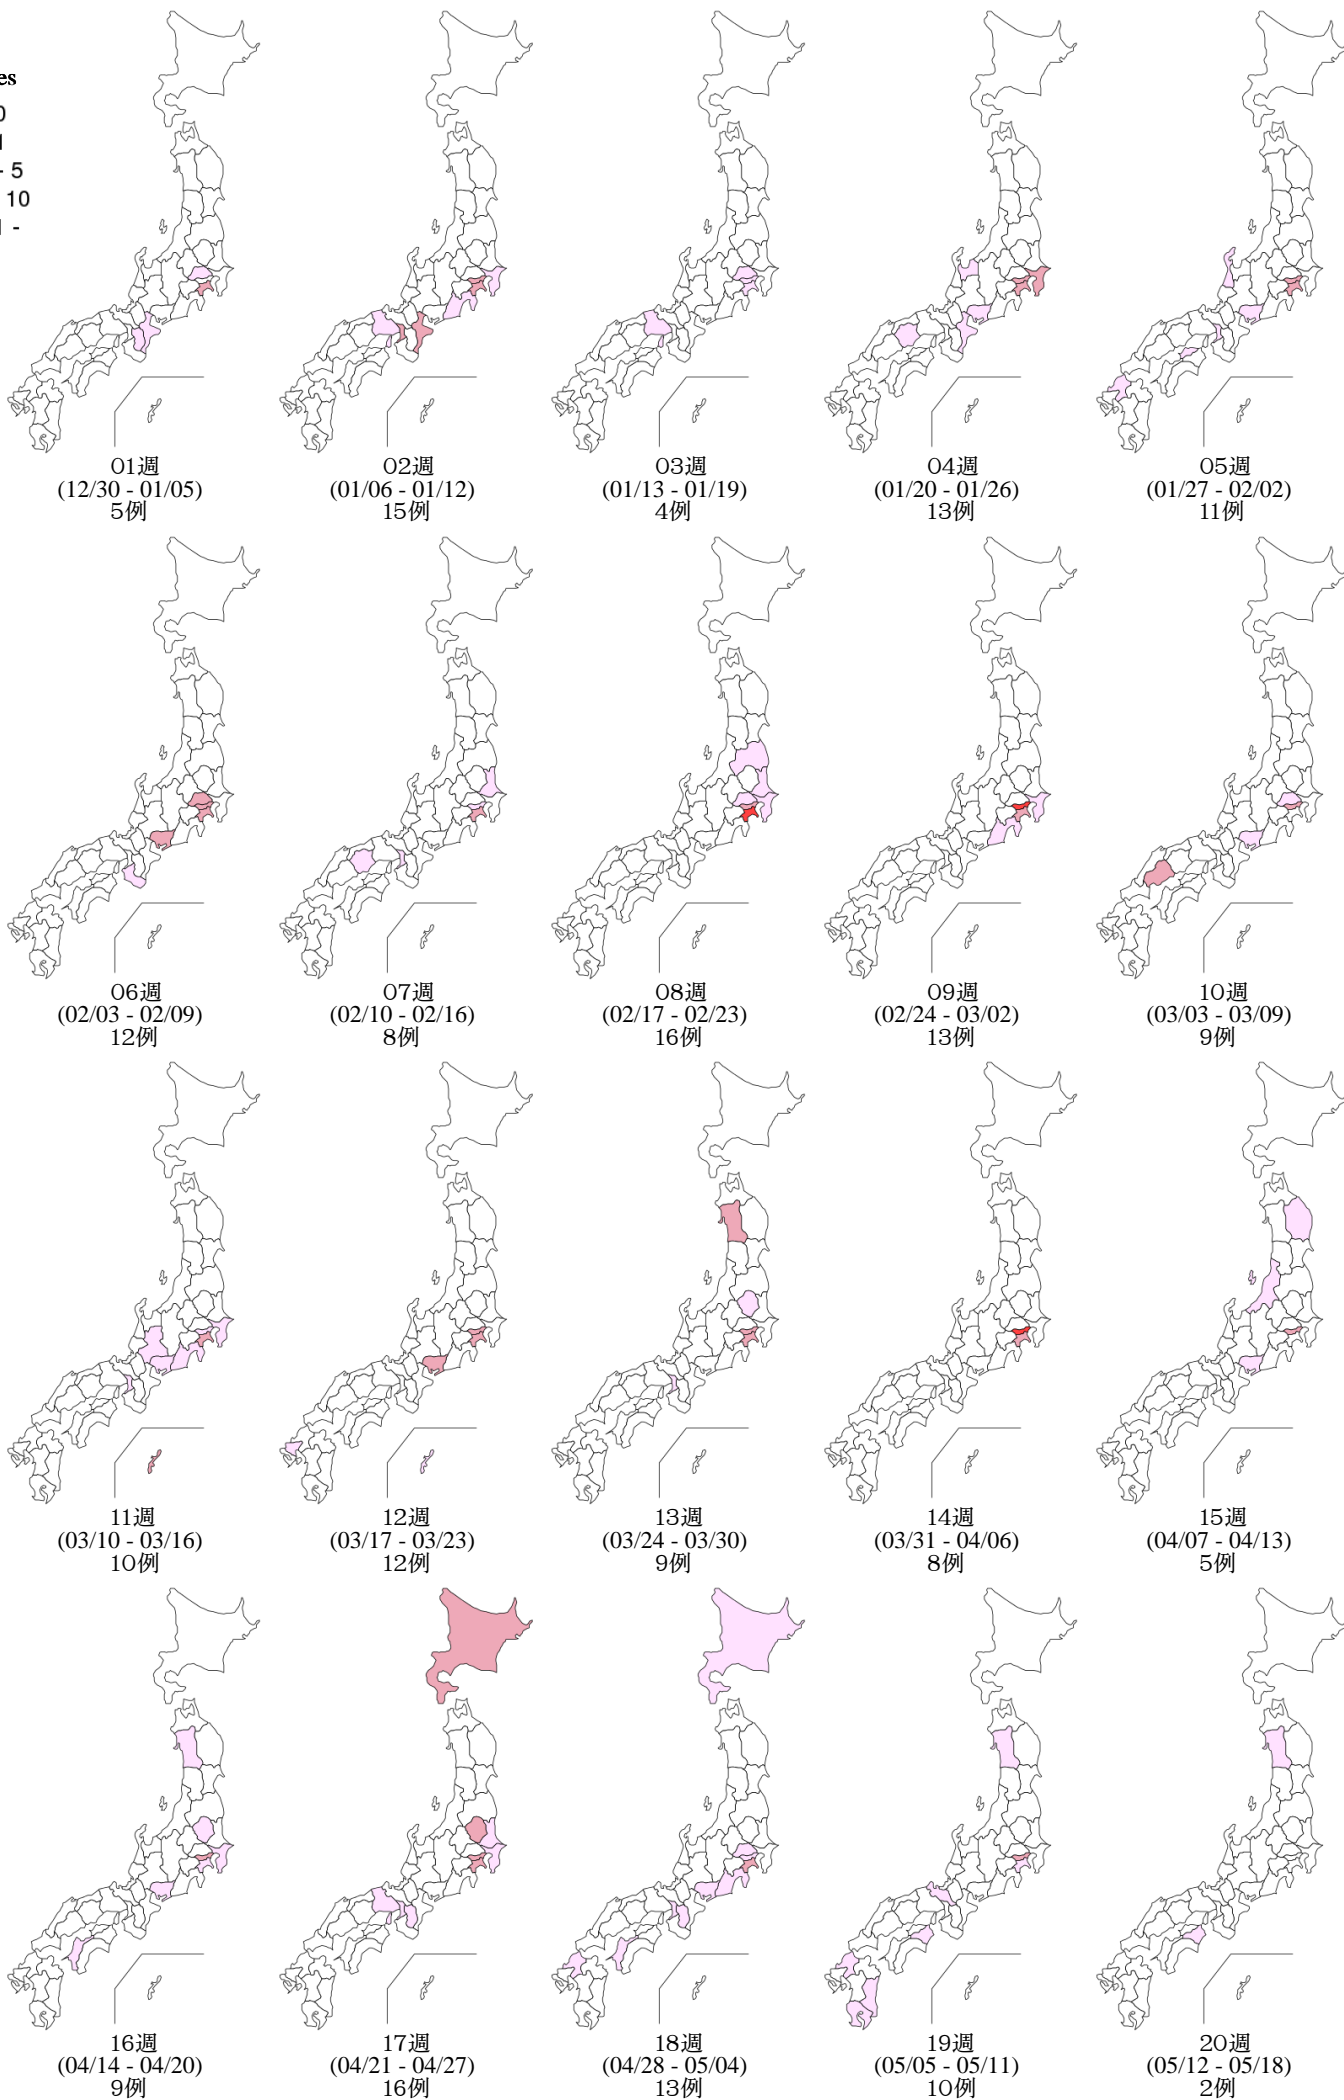 es
0
1
- 5
10
1 -
01週
(12/30 - 01/05)
5例
02週
(01/06 - 01/12)
15例
03週
(01/13 - 01/19)
4例
04週
(01/20 - 01/26)
13例
05週
(01/27 - 02/02)
11例
06週
(02/03 - 02/09)
12例
07週
(02/10 - 02/16)
8例
08週
(02/17 - 02/23)
16例
09週
(02/24 - 03/02)
13例
10週
(03/03 - 03/09)
9例
11週
(03/10 - 03/16)
10例
12週
(03/17 - 03/23)
12例
13週
(03/24 - 03/30)
9例
14週
(03/31 - 04/06)
8例
15週
(04/07 - 04/13)
5例
16週
(04/14 - 04/20)
9例
17週
(04/21 - 04/27)
16例
18週
(04/28 - 05/04)
13例
19週
(05/05 - 05/11)
10例
20週
(05/12 - 05/18)
2例